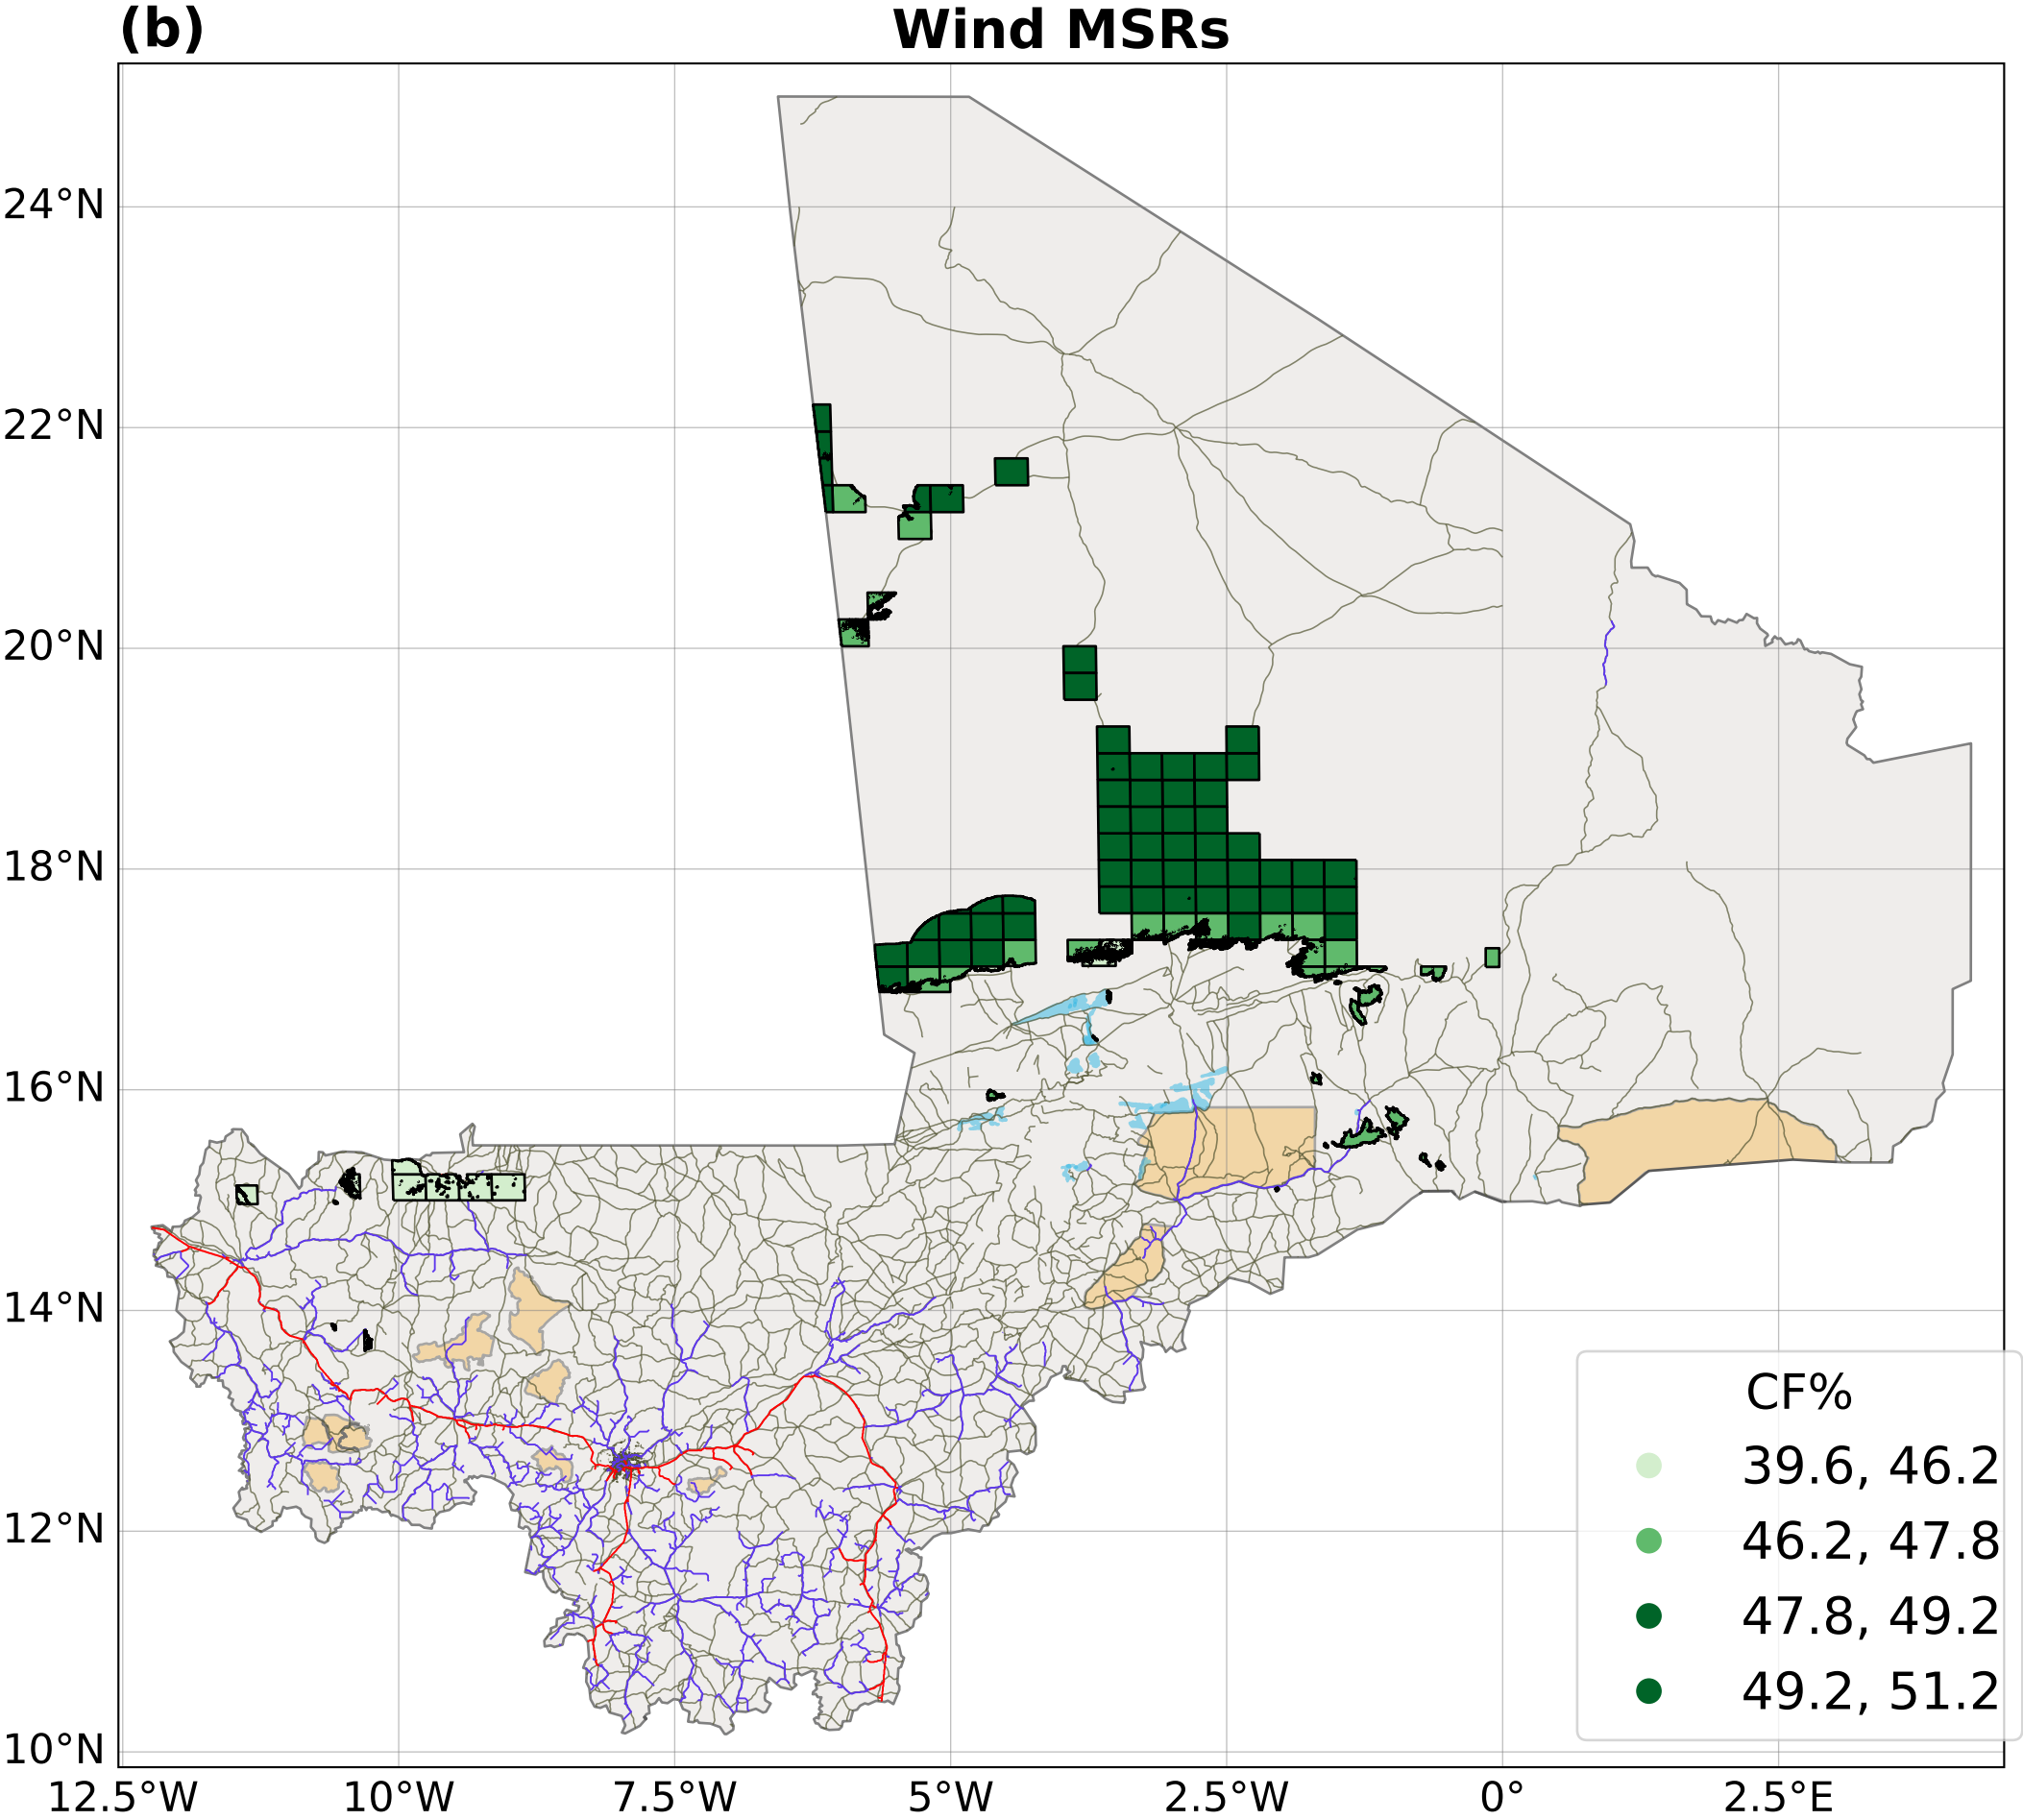 (b)
Wind MSRs
24°N
22°N
20°N
18°N
16°N
14°N
12°N
10°N
12.5°W 10°W 7.5°W 5°W 2.5°W 0° 2.5°E
CF%
39.6, 46.2
46.2, 47.8
47.8, 49.2
49.2, 51.2